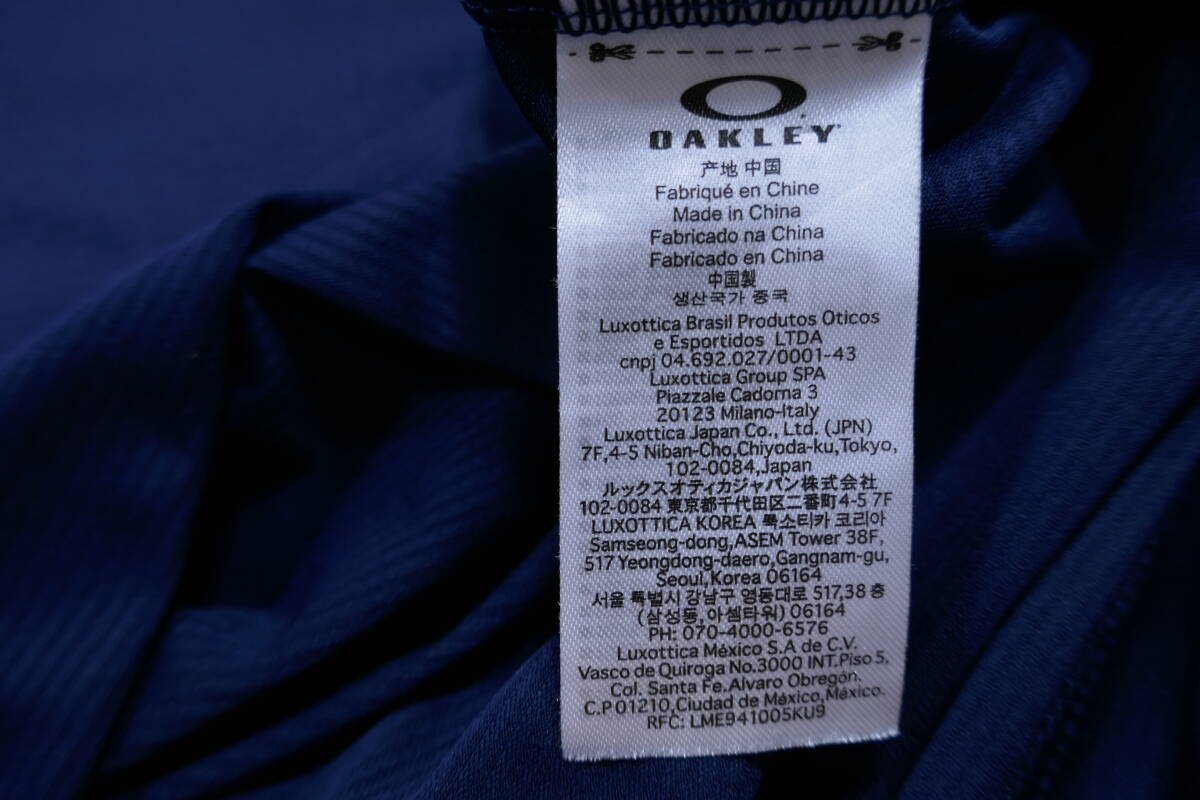 OAKLEY
产地 中国
Fabriqué en Chine
Made in China
Fabricado na China
Fabricado en China
中国製
생산국가 중국
Luxottica Brasil Produtos Oticos
e Esportidos LTDA
cnpj 04.692.027/0001-43
Luxottica Group SPA
Piazzale Cadorna 3
20123 Milano-Italy
Luxottica Japan Co., Ltd. (JPN)
7F,4-5 Niban-Cho,Chiyoda-ku,Tokyo,
102-0084,Japan
ルックスオティカジャパン株式会社
102-0084 東京都千代田区二番町4-5 7F
LUXOTTICA KOREA 룩소티카 코리아
Samseong-dong,ASEM Tower 38F,
517 Yeongdong-daero,Gangnam-gu,
Seoul,Korea 06164
서울 특별시 강남구 영동대로 517,38 층
(삼성동, 아셈타워) 06164
PH: 070-4000-6576
Luxottica México S.A de C.V.
Vasco de Quiroga No.3000 INT.Piso 5,
Col. Santa Fe.Alvaro Obregón.
C.P 01210,Ciudad de México,México.
RFC: LME941005KU9